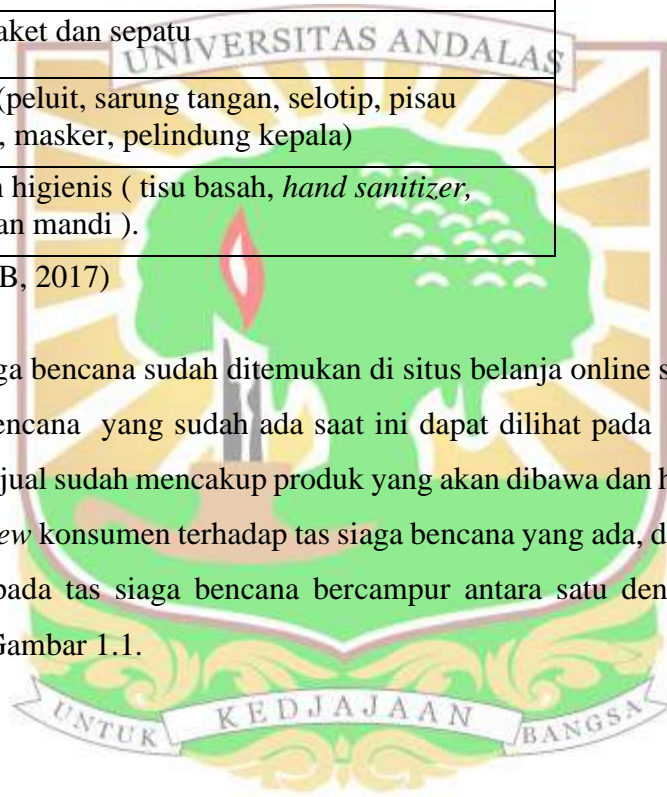 aket dan sepatu
UNIVERSITAS ANDALAS
(peluit, sarung tangan, selotip, pisau
, masker, pelindung kepala)
higienis ( tisu basah, hand sanitizer,
an mandi ).
B, 2017)
ga bencana sudah ditemukan di situs belanja online s
encana yang sudah ada saat ini dapat dilihat pada
jual sudah mencakup produk yang akan dibawa dan h
ew konsumen terhadap tas siaga bencana yang ada, d
pada tas siaga bencana bercampur antara satu den
Gambar 1.1.
UNTUK KEDJAJAAN BANGSA